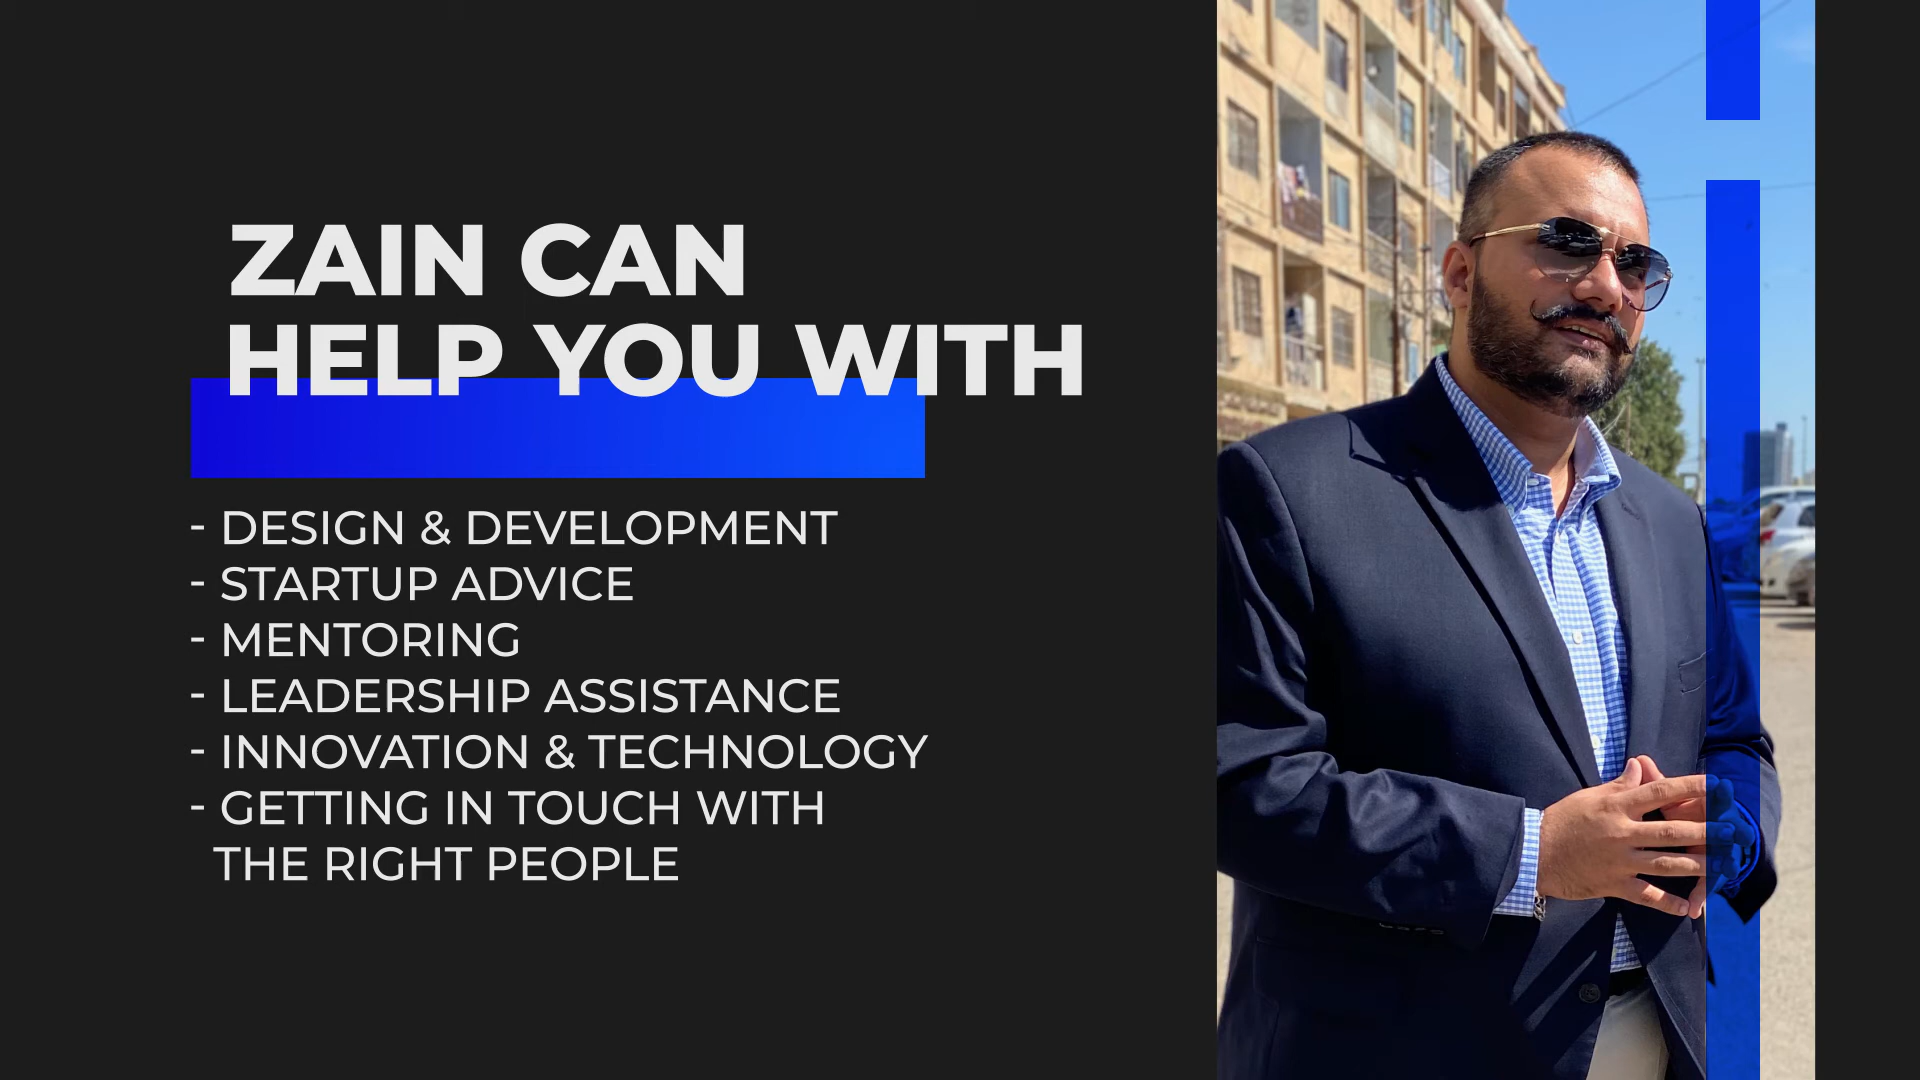 ZAIN CAN
HELP YOU WITH
- DESIGN & DEVELOPMENT
- STARTUP ADVICE
- MENTORING
- LEADERSHIP ASSISTANCE
- INNOVATION & TECHNOLOGY
- GETTING IN TOUCH WITH
THE RIGHT PEOPLE